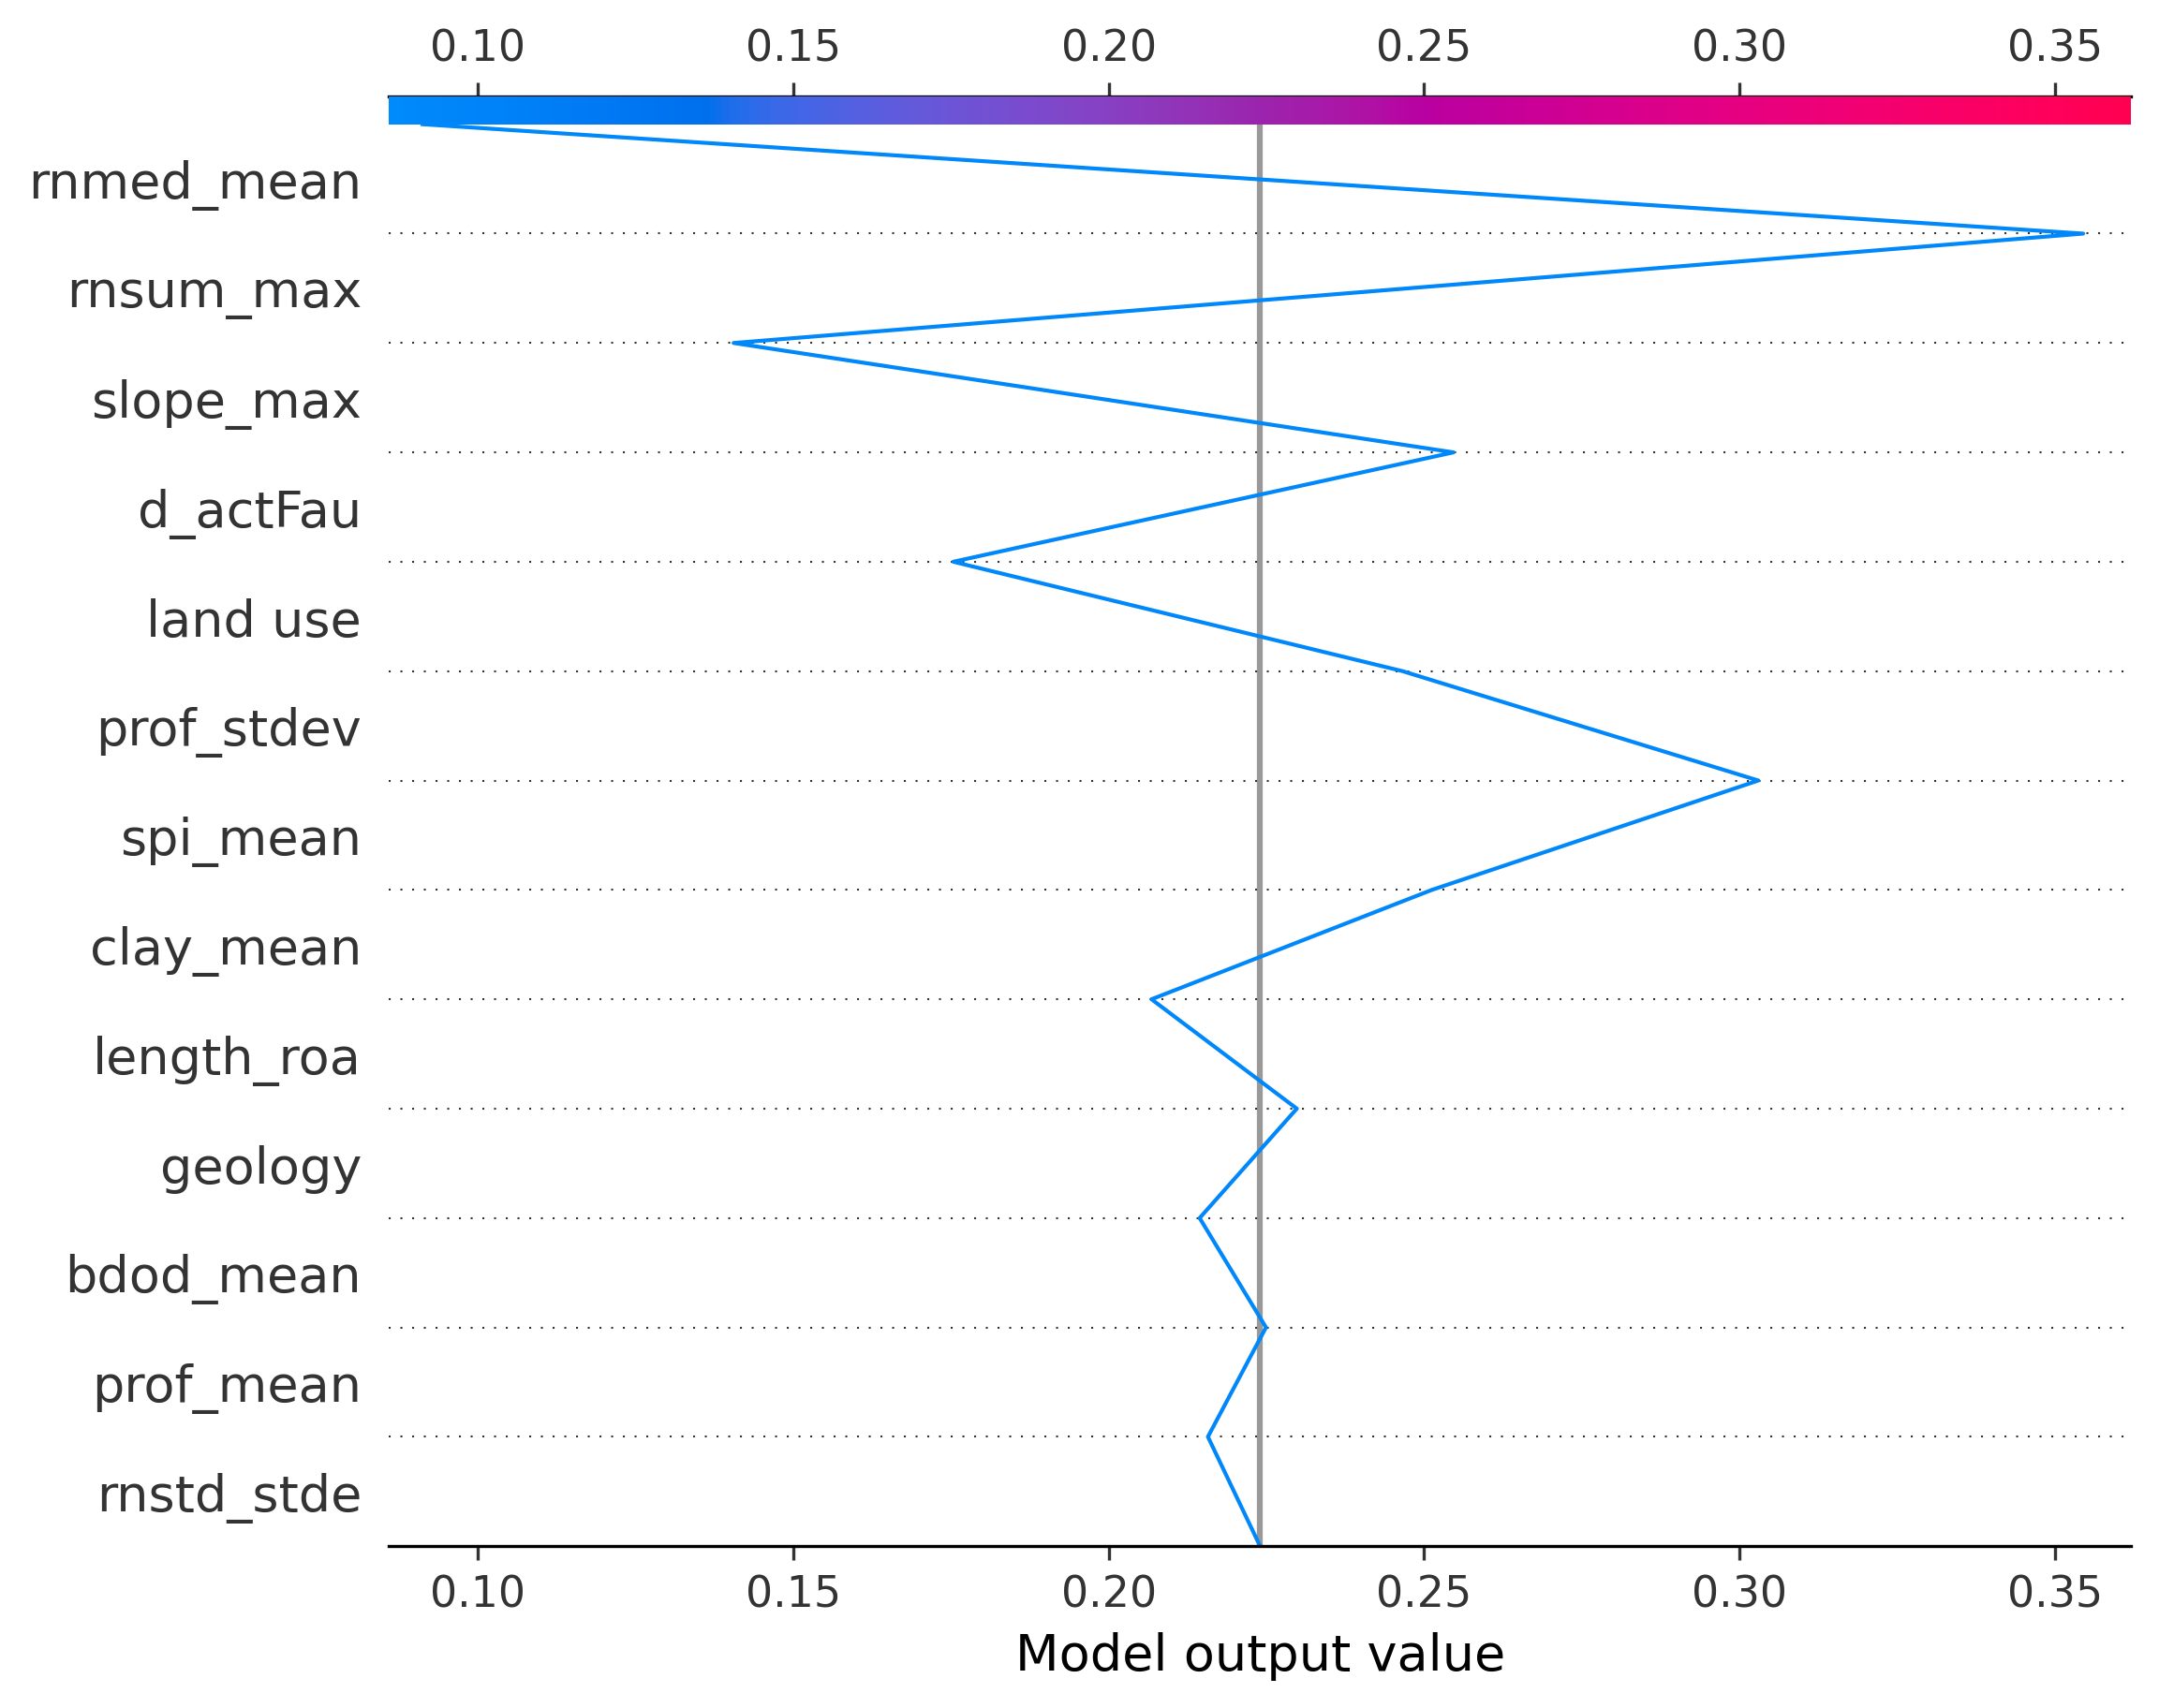 0.10 0.15 0.20 0.25 0.30 0.35
rnmed_mean
rnsum_max
slope_max
d_actFau
land use
prof_stdev
spi_mean
clay_mean
length_roa
geology
bdod_mean
prof_mean
rnstd_stde
0.10 0.15 0.20 0.25 0.30 0.35
Model output value